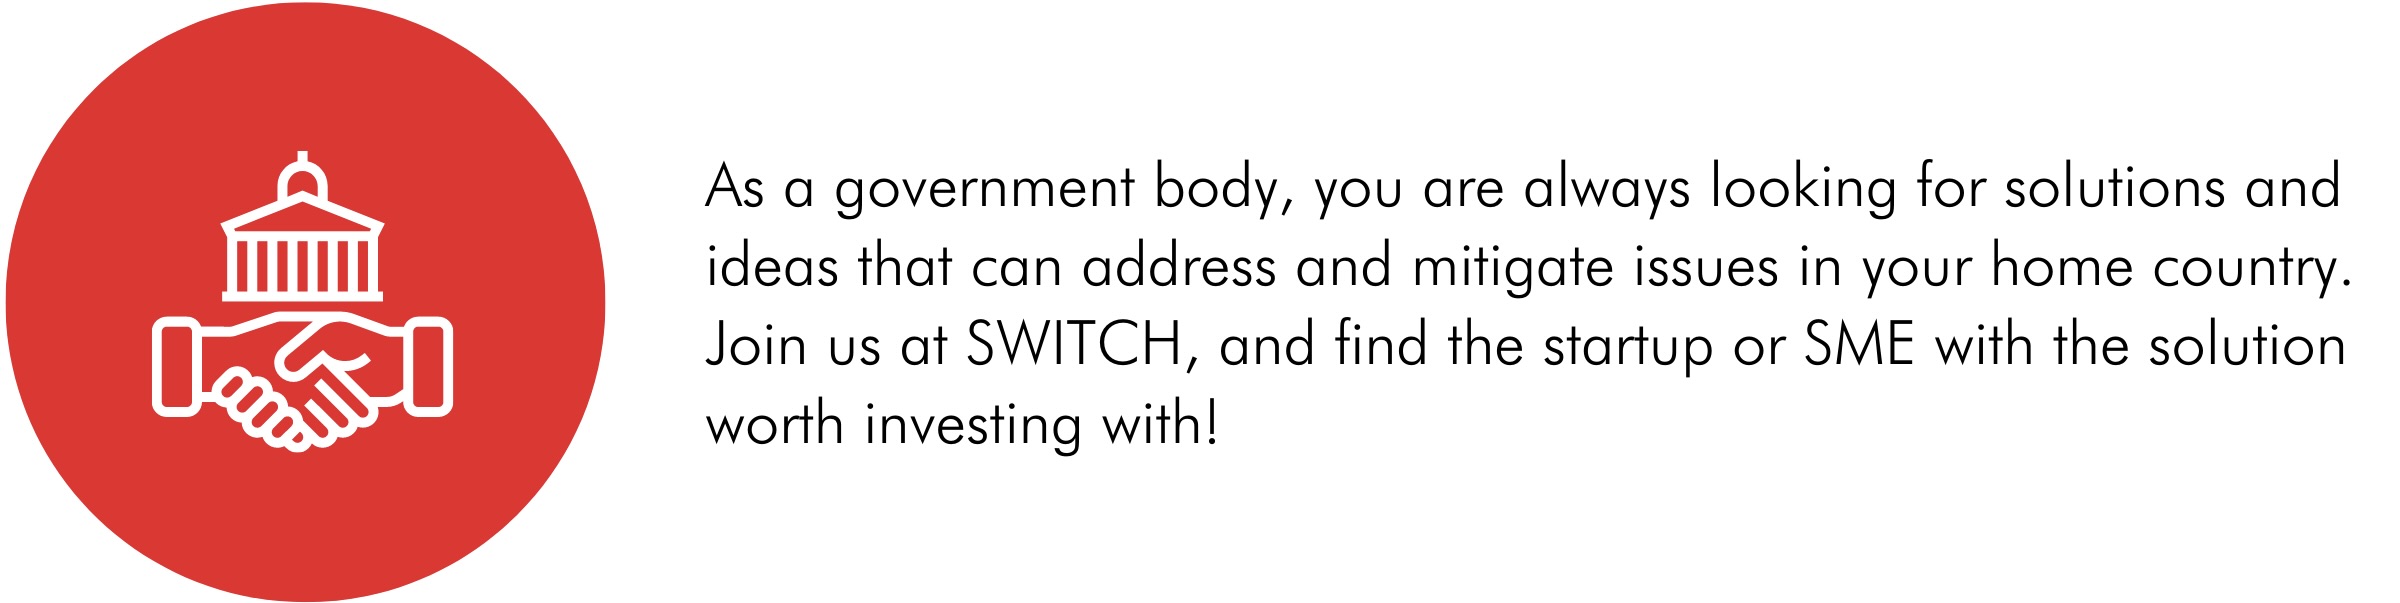 As a government body, you are always looking for solutions and
ideas that can address and mitigate issues in your home country.
Join us at SWITCH, and find the startup or SME with the solution
worth investing with!